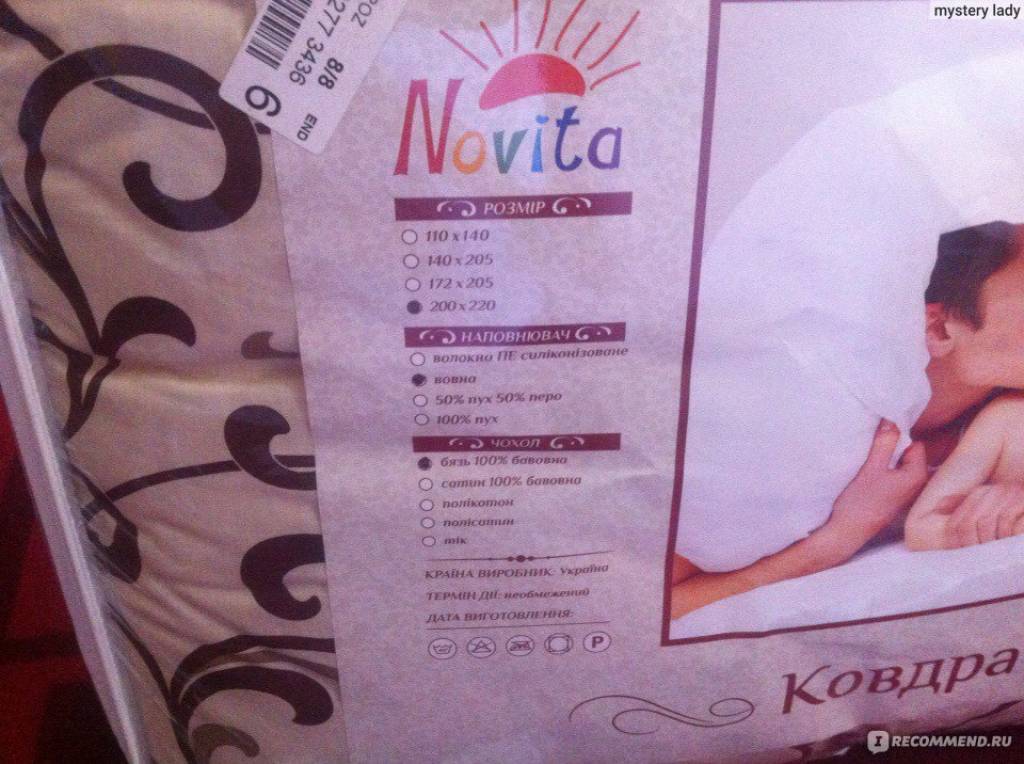 mystery lady
POZ
277 3436
8/8
END
6
Novita
РОЗМІР
110 x 140
140 x 205
172 x 205
200 x 220
НАПОВНЮВАЧ
волокно ПЕ силіконізоване
вовна
50% пух 50% перо
100% пух
ЧОХОЛ
бязь 100% бавовна
сатин 100% бавовна
полікотон
полісатин
тік
КРАЇНА ВИРОБНИК: Україна
ТЕРМІН ДІЇ: необмежений
ДАТА ВИГОТОВЛЕННЯ:
P
Ковдра
I RECOMMEND.RU